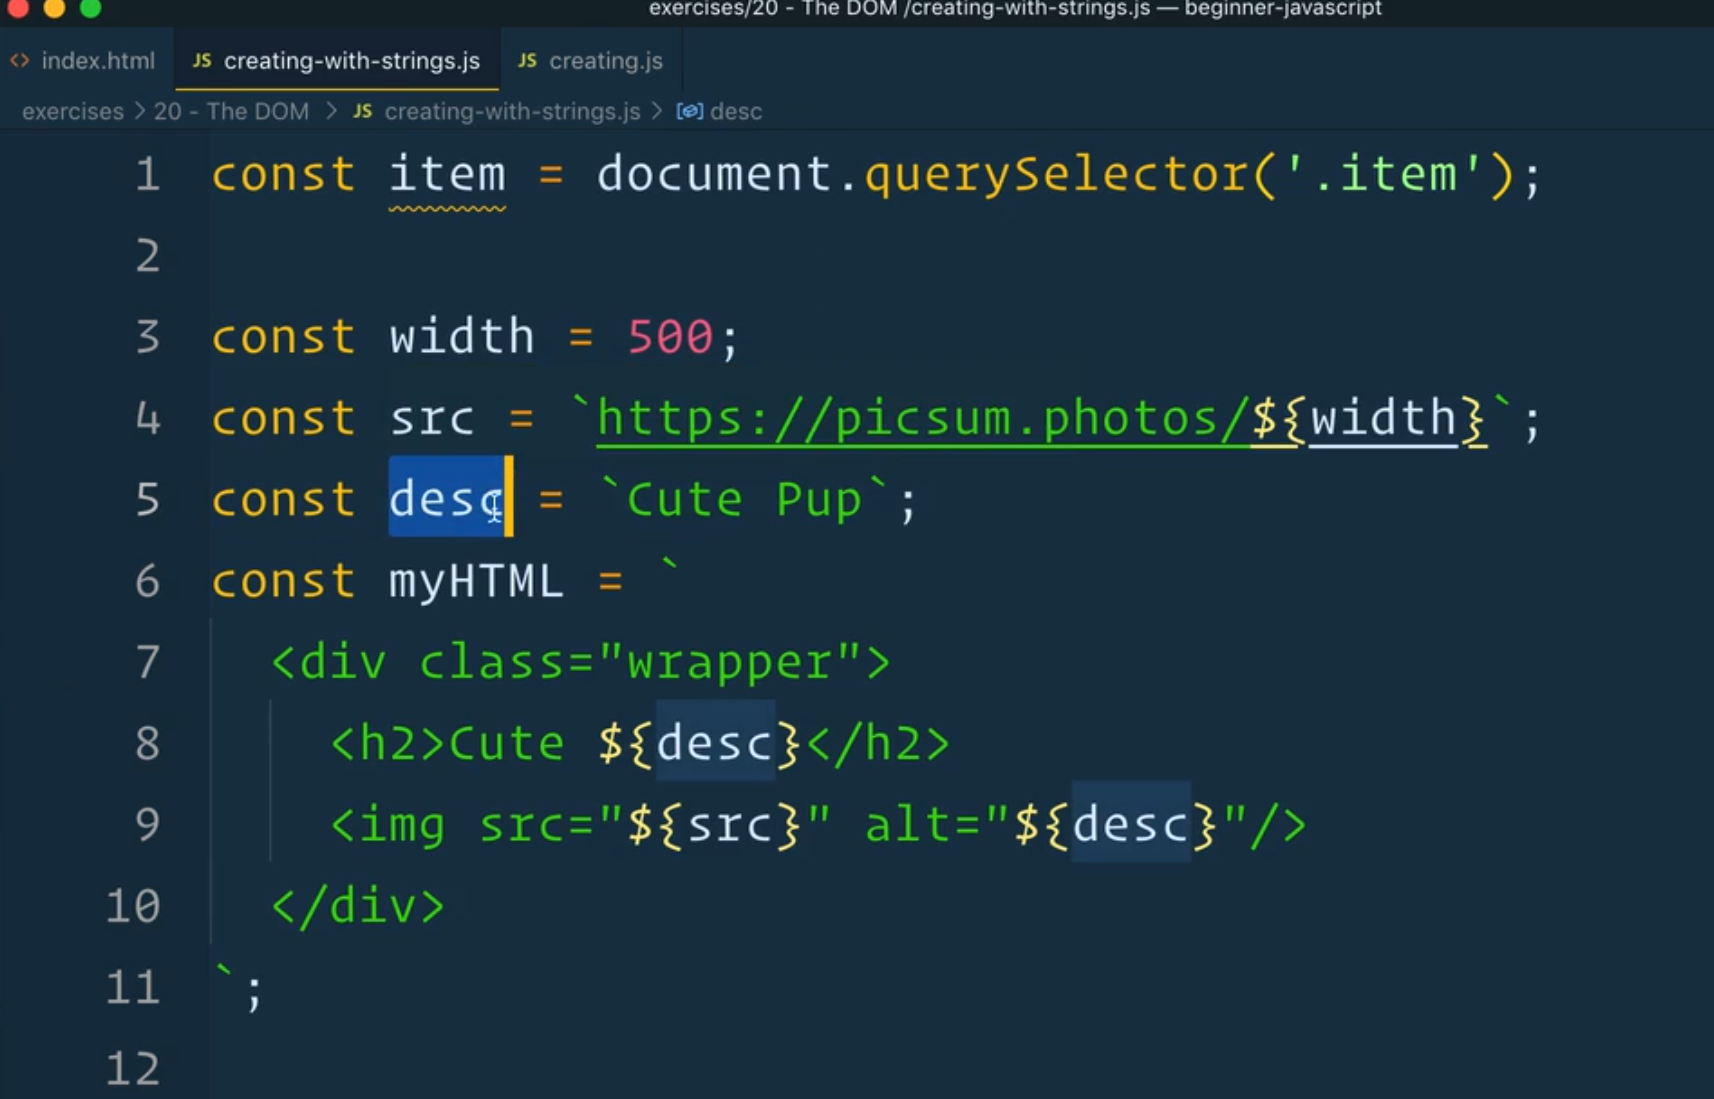 exercises/20 - The DOM /creating-with-strings.js — beginner-javascript
<> index.html JS creating-with-strings.js JS creating.js
exercises > 20 - The DOM > JS creating-with-strings.js > desc
1 const item = document.querySelector('.item');
2
3 const width = 500;
4 const src = `https://picsum.photos/${width}`;
5 const desc = `Cute Pup`;
6 const myHTML = `
7   <div class="wrapper">
8     <h2>Cute ${desc}</h2>
9     <img src="${src}" alt="${desc}"/>
10   </div>
11 `;
12